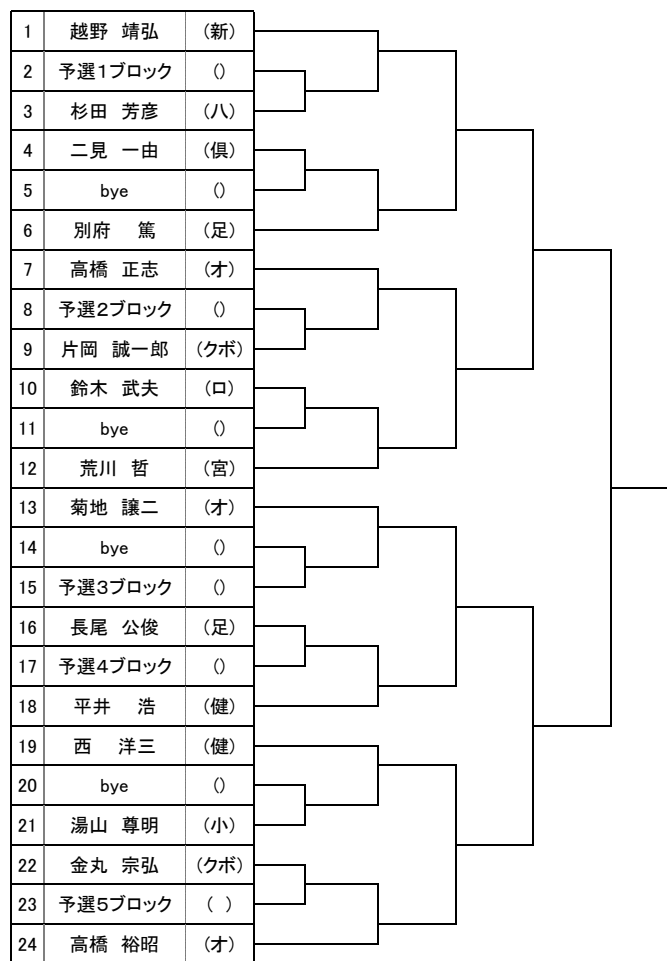 1 越野 靖弘 (新)
2 予選1ブロック ()
3 杉田 芳彦 (八)
4 二見 一由 (倶)
5 bye ()
6 別府 篤 (足)
7 高橋 正志 (才)
8 予選2ブロック ()
9 片岡 誠一郎 (クボ)
10 鈴木 武夫 (ロ)
11 bye ()
12 荒川 哲 (宮)
13 菊地 譲二 (才)
14 bye ()
15 予選3ブロック ()
16 長尾 公俊 (足)
17 予選4ブロック ()
18 平井 浩 (健)
19 西 洋三 (健)
20 bye ()
21 湯山 尊明 (小)
22 金丸 宗弘 (クボ)
23 予選5ブロック ( )
24 高橋 裕昭 (才)